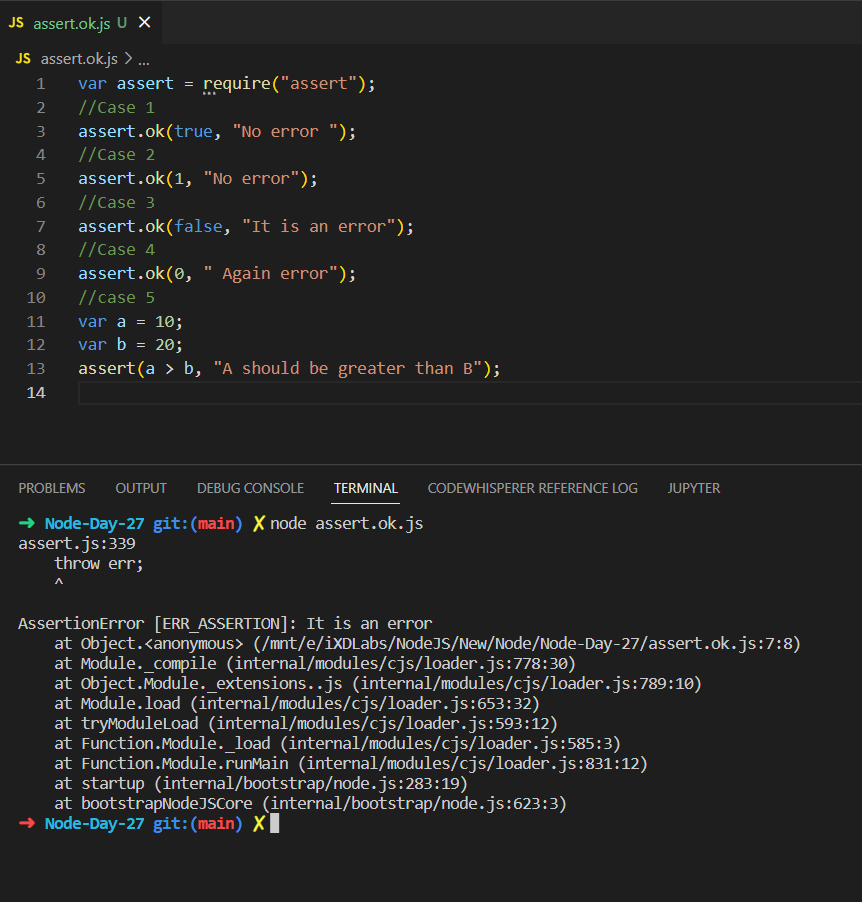 JS assert.ok.js U ✕
JS assert.ok.js > ...
1 var assert = require("assert");
2 //Case 1
3 assert.ok(true, "No error ");
4 //Case 2
5 assert.ok(1, "No error");
6 //Case 3
7 assert.ok(false, "It is an error");
8 //Case 4
9 assert.ok(0, " Again error");
10 //case 5
11 var a = 10;
12 var b = 20;
13 assert(a > b, "A should be greater than B");
14
PROBLEMS OUTPUT DEBUG CONSOLE TERMINAL CODEWHISPERER REFERENCE LOG JUPYTER
➜ Node-Day-27 git:(main) ✗ node assert.ok.js
assert.js:339
    throw err;
    ^
AssertionError [ERR_ASSERTION]: It is an error
    at Object.<anonymous> (/mnt/e/iXDLabs/NodeJS/New/Node/Node-Day-27/assert.ok.js:7:8)
    at Module._compile (internal/modules/cjs/loader.js:778:30)
    at Object.Module._extensions..js (internal/modules/cjs/loader.js:789:10)
    at Module.load (internal/modules/cjs/loader.js:653:32)
    at tryModuleLoad (internal/modules/cjs/loader.js:593:12)
    at Function.Module._load (internal/modules/cjs/loader.js:585:3)
    at Function.Module.runMain (internal/modules/cjs/loader.js:831:12)
    at startup (internal/bootstrap/node.js:283:19)
    at bootstrapNodeJSCore (internal/bootstrap/node.js:623:3)
➜ Node-Day-27 git:(main) ✗